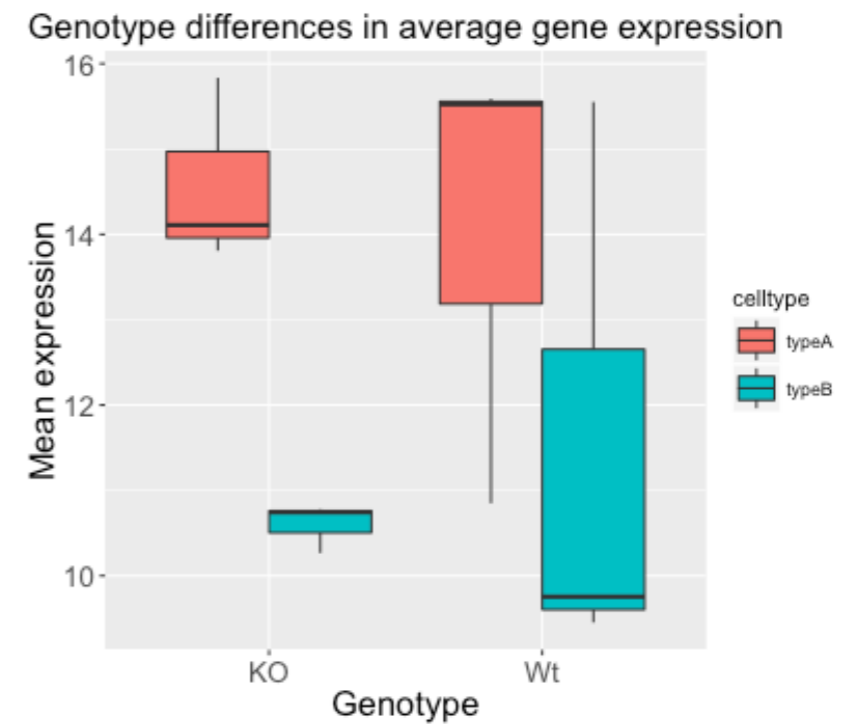 Genotype differences in average gene expression
16
14
12
10
Mean expression
KO
Wt
Genotype
celltype
typeA
typeB